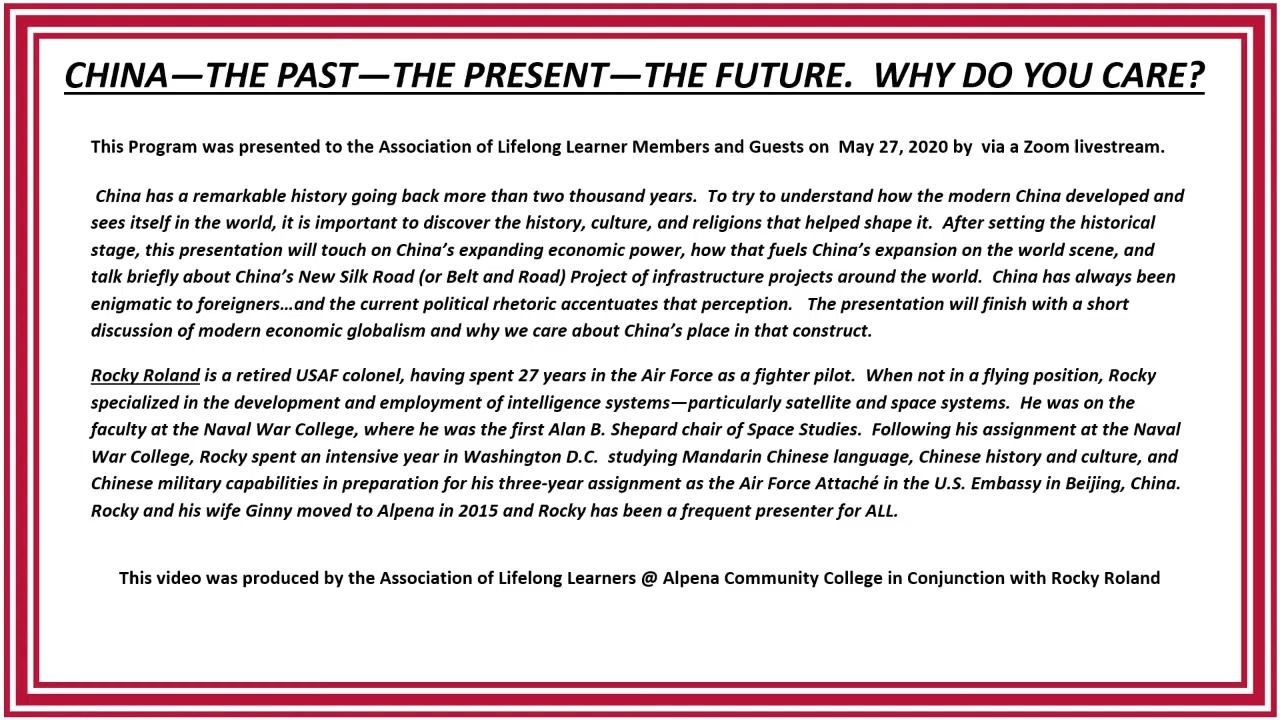 CHINA—THE PAST—THE PRESENT—THE FUTURE.  WHY DO YOU CARE?
This Program was presented to the Association of Lifelong Learner Members and Guests on  May 27, 2020 by  via a Zoom livestream.
China has a remarkable history going back more than two thousand years.  To try to understand how the modern China developed and
sees itself in the world, it is important to discover the history, culture, and religions that helped shape it.  After setting the historical
stage, this presentation will touch on China’s expanding economic power, how that fuels China’s expansion on the world scene, and
talk briefly about China’s New Silk Road (or Belt and Road) Project of infrastructure projects around the world.  China has always been
enigmatic to foreigners…and the current political rhetoric accentuates that perception.   The presentation will finish with a short
discussion of modern economic globalism and why we care about China’s place in that construct.
Rocky Roland is a retired USAF colonel, having spent 27 years in the Air Force as a fighter pilot.  When not in a flying position, Rocky
specialized in the development and employment of intelligence systems—particularly satellite and space systems.  He was on the
faculty at the Naval War College, where he was the first Alan B. Shepard chair of Space Studies.  Following his assignment at the Naval
War College, Rocky spent an intensive year in Washington D.C.  studying Mandarin Chinese language, Chinese history and culture, and
Chinese military capabilities in preparation for his three-year assignment as the Air Force Attaché in the U.S. Embassy in Beijing, China.
Rocky and his wife Ginny moved to Alpena in 2015 and Rocky has been a frequent presenter for ALL.
This video was produced by the Association of Lifelong Learners @ Alpena Community College in Conjunction with Rocky Roland